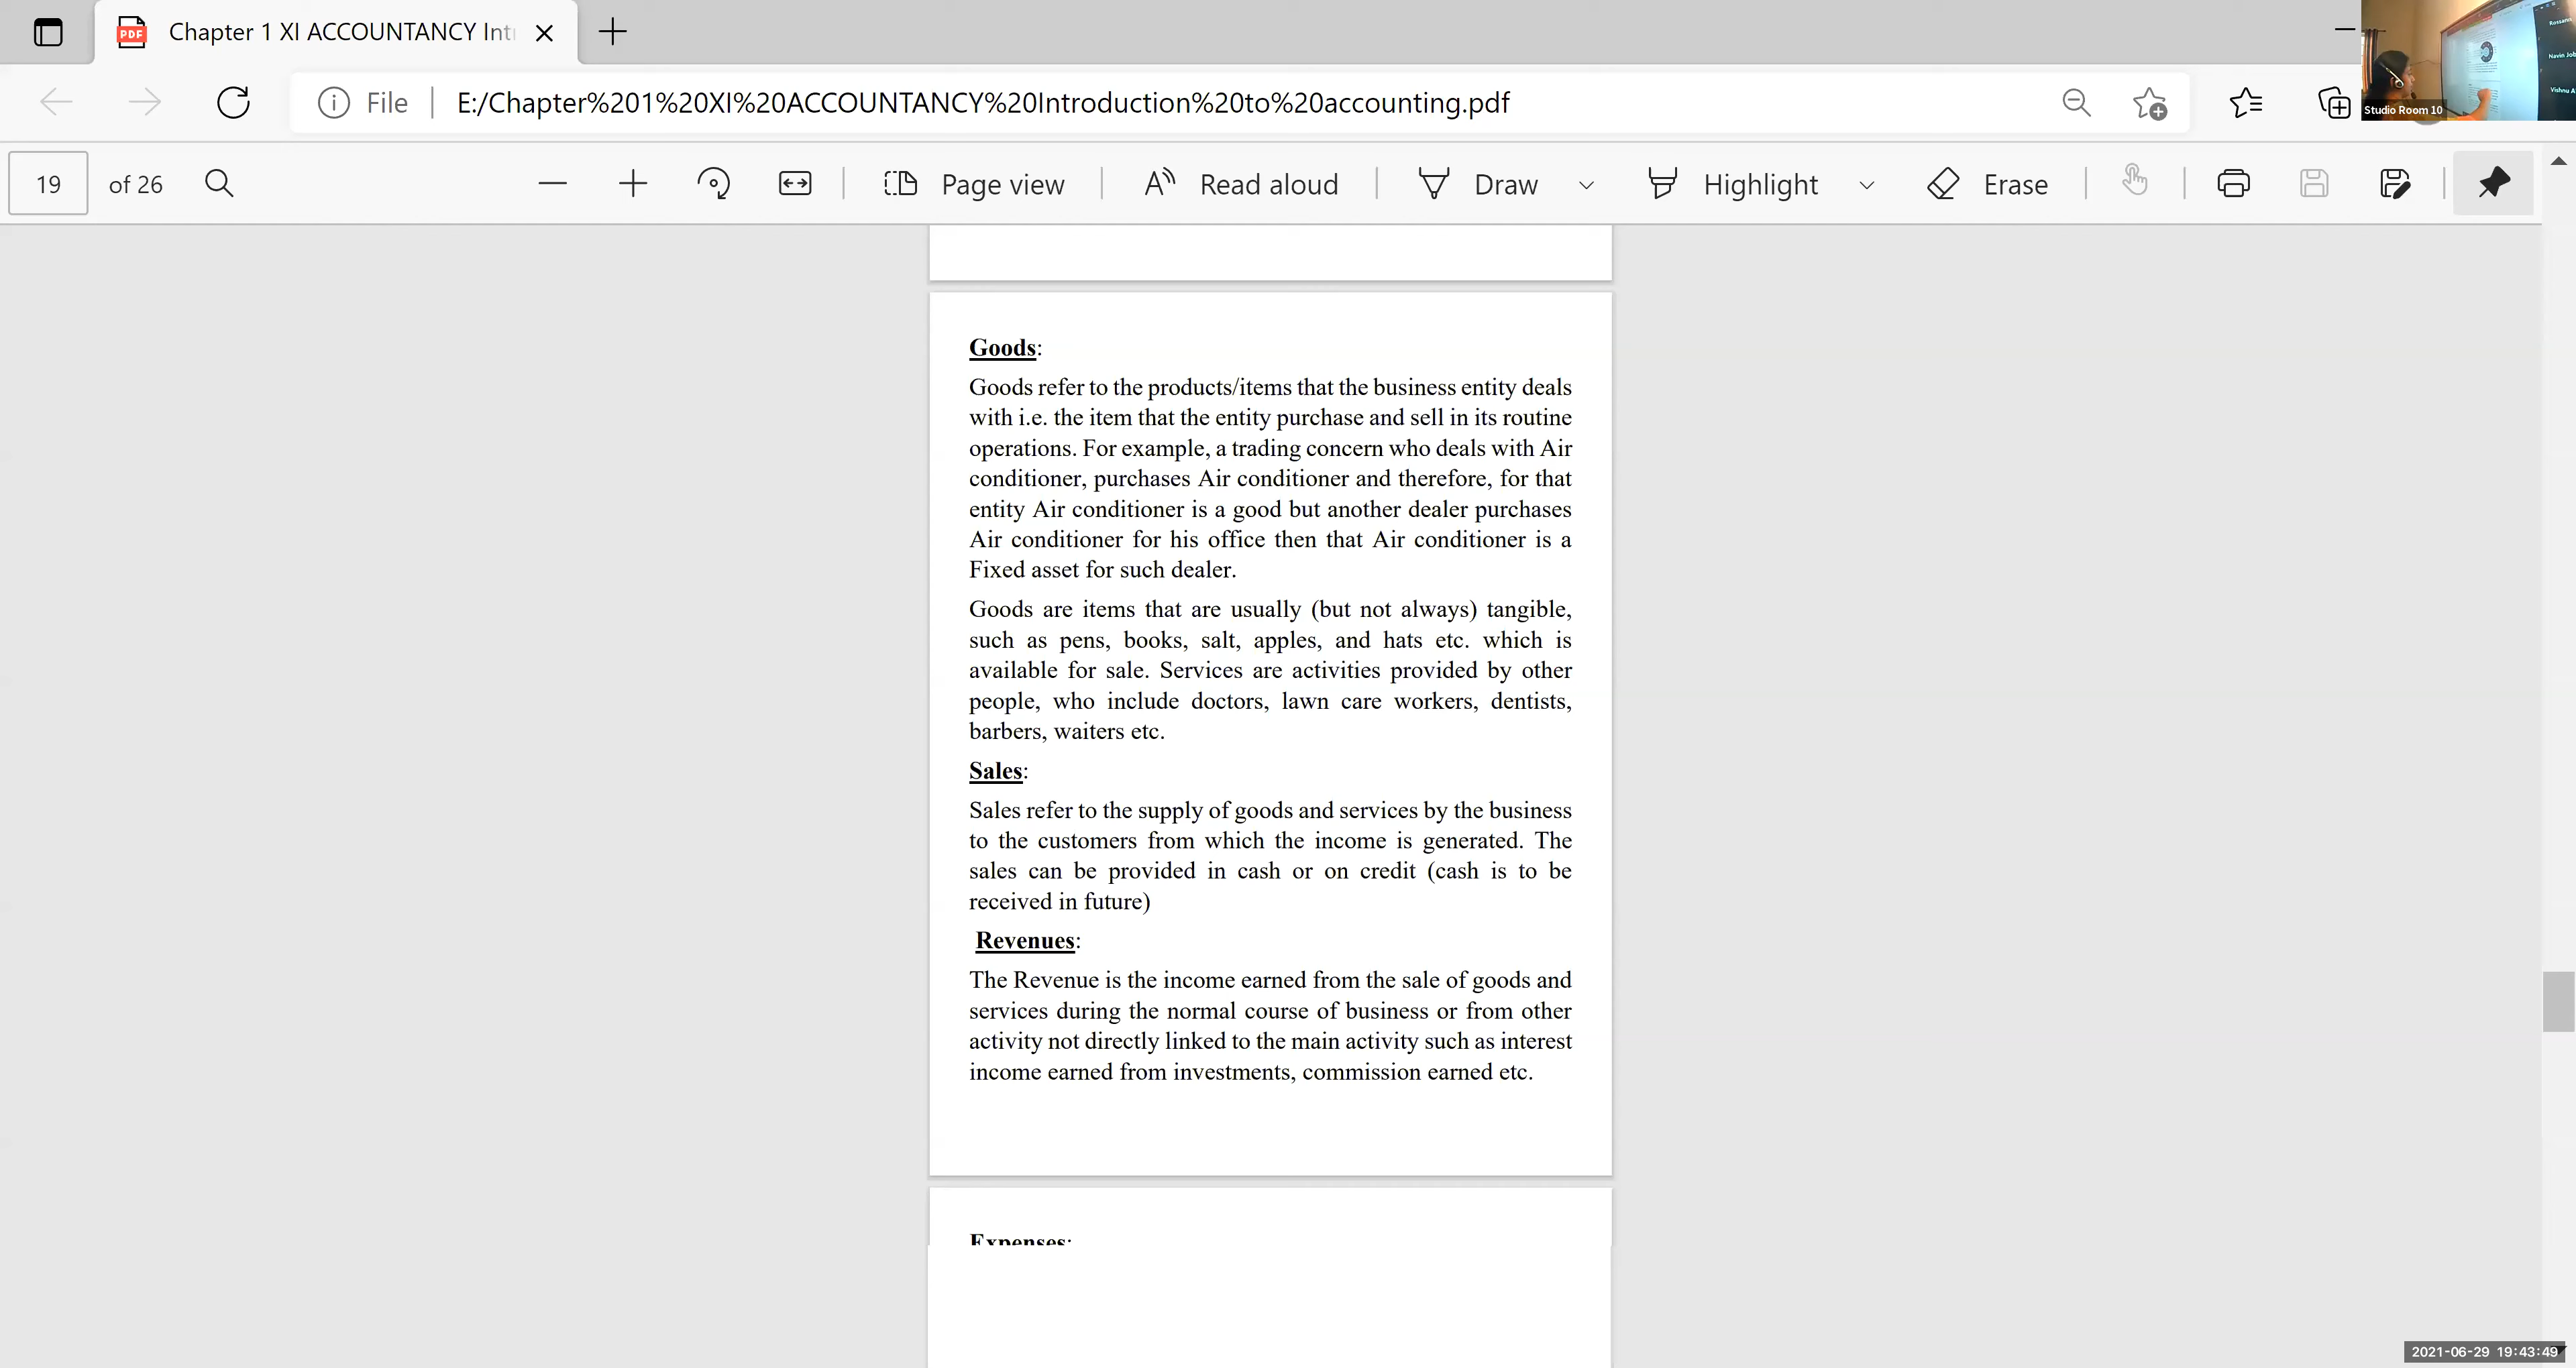 Chapter 1 XI ACCOUNTANCY Int
File
E:/Chapter%201%20XI%20ACCOUNTANCY%20Introduction%20to%20accounting.pdf
Rossann
Navin Job
Vishnu A
Studio Room 10
19 of 26
Page view
Read aloud
Draw
Highlight
Erase
Goods:
Goods refer to the products/items that the business entity deals
with i.e. the item that the entity purchase and sell in its routine
operations. For example, a trading concern who deals with Air
conditioner, purchases Air conditioner and therefore, for that
entity Air conditioner is a good but another dealer purchases
Air conditioner for his office then that Air conditioner is a
Fixed asset for such dealer.
Goods are items that are usually (but not always) tangible,
such as pens, books, salt, apples, and hats etc. which is
available for sale. Services are activities provided by other
people, who include doctors, lawn care workers, dentists,
barbers, waiters etc.
Sales:
Sales refer to the supply of goods and services by the business
to the customers from which the income is generated. The
sales can be provided in cash or on credit (cash is to be
received in future)
Revenues:
The Revenue is the income earned from the sale of goods and
services during the normal course of business or from other
activity not directly linked to the main activity such as interest
income earned from investments, commission earned etc.
Expenses:
2021-06-29 19:43:49